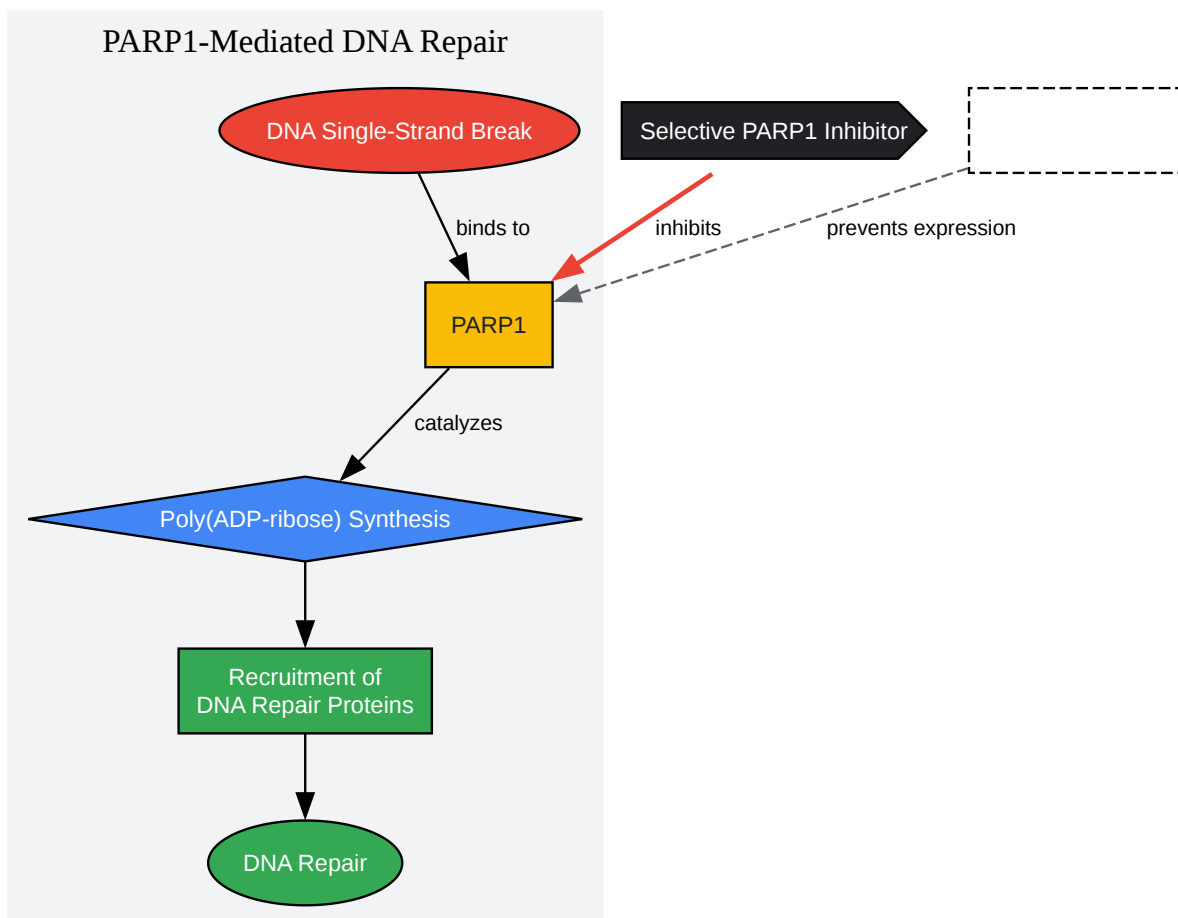 PARP1-Mediated DNA Repair
DNA Single-Strand Break
Selective PARP1 Inhibitor
binds to
inhibits
prevents expression
PARP1
catalyzes
Poly(ADP-ribose) Synthesis
Recruitment of
DNA Repair Proteins
DNA Repair